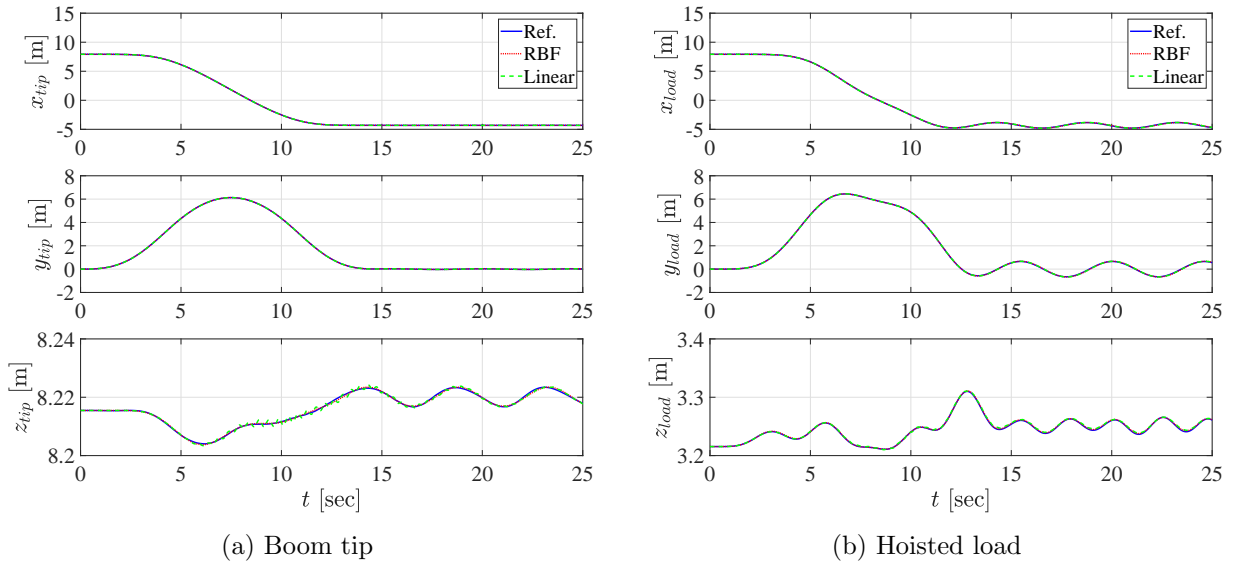 15
10
5
0
-5
x_tip [m]
Ref.
RBF
Linear
0 5 10 15 20 25
8
6
4
2
0
-2
y_tip [m]
0 5 10 15 20 25
8.24
8.22
8.2
z_tip [m]
0 5 10 15 20 25
t [sec]
(a) Boom tip
15
10
5
0
-5
x_load [m]
Ref.
RBF
Linear
0 5 10 15 20 25
8
6
4
2
0
-2
y_load [m]
0 5 10 15 20 25
3.4
3.3
3.2
z_load [m]
0 5 10 15 20 25
t [sec]
(b) Hoisted load